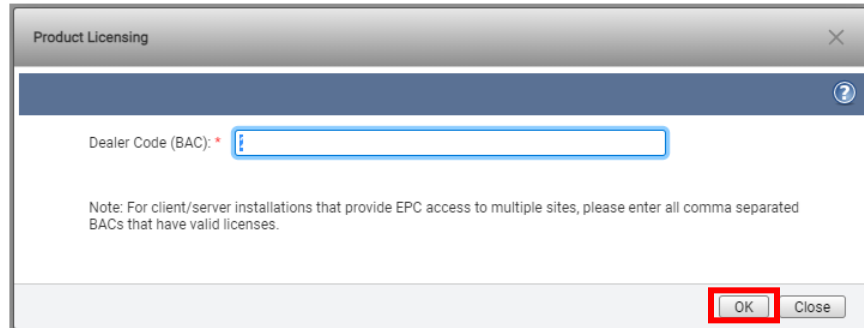 Product Licensing
Dealer Code (BAC): *
Note: For client/server installations that provide EPC access to multiple sites, please enter all comma separated
BACs that have valid licenses.
OK Close